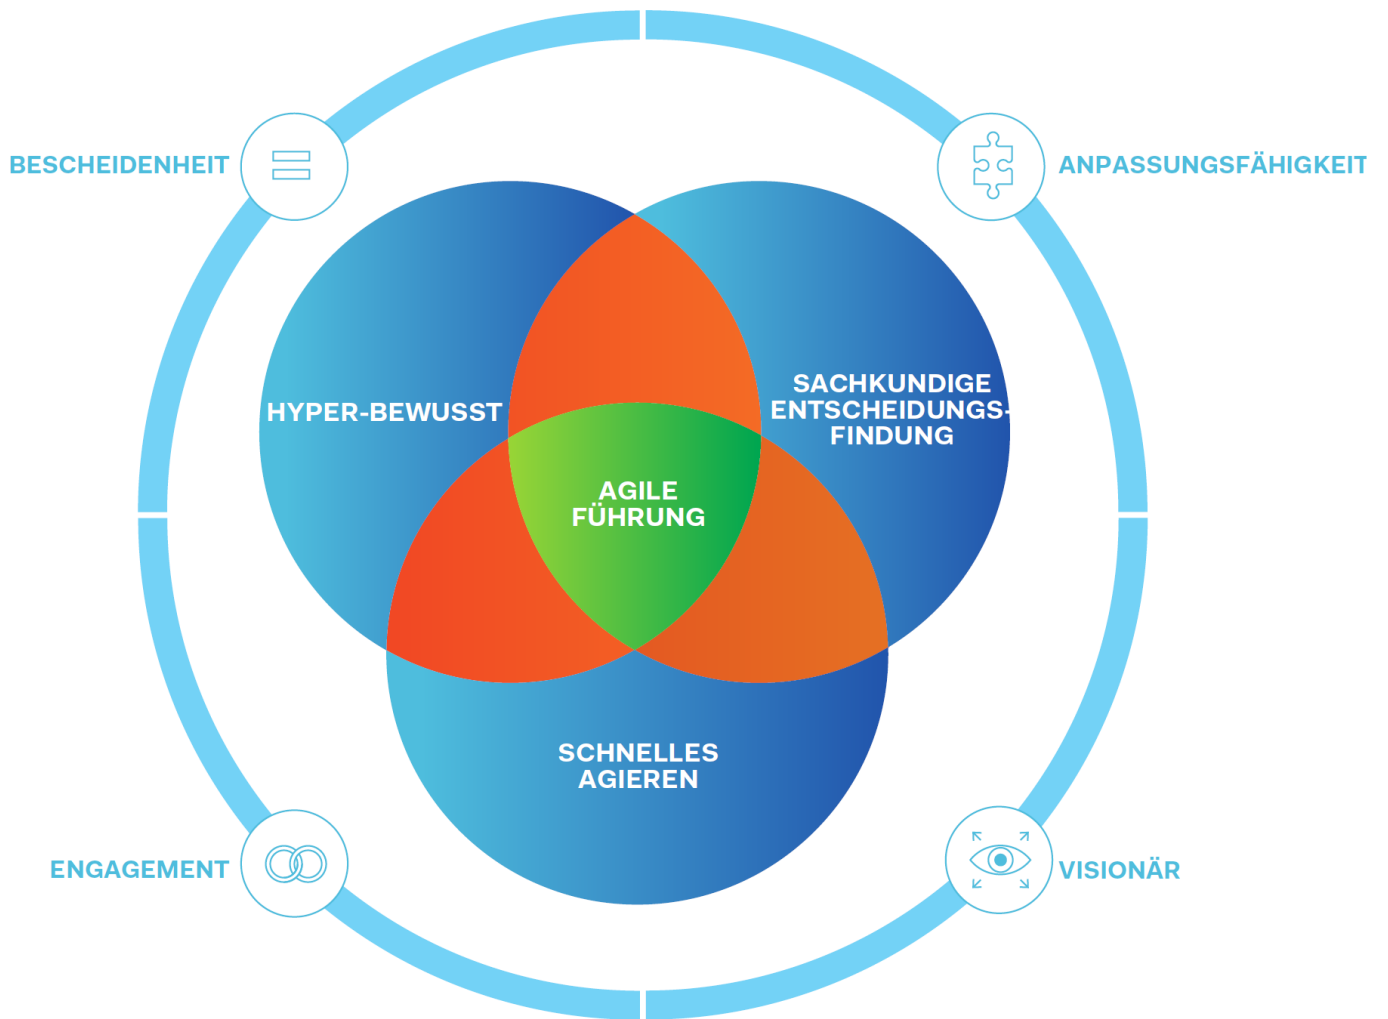 BESCHEIDENHEIT
ANPASSUNGSFÄHIGKEIT
HYPER-BEWUSST
SACHKUNDIGE
ENTSCHEIDUNGS-
FINDUNG
AGILE
FÜHRUNG
SCHNELLES
AGIEREN
ENGAGEMENT
VISIONÄR